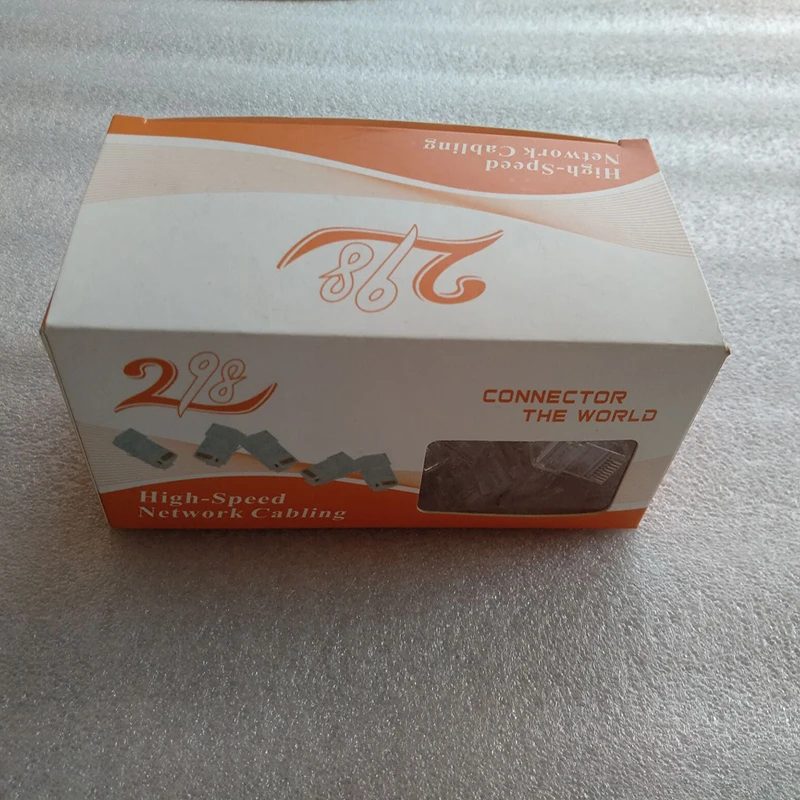 High-Speed
Network Cabling
298
298
CONNECTOR
THE WORLD
High-Speed
Network Cabling